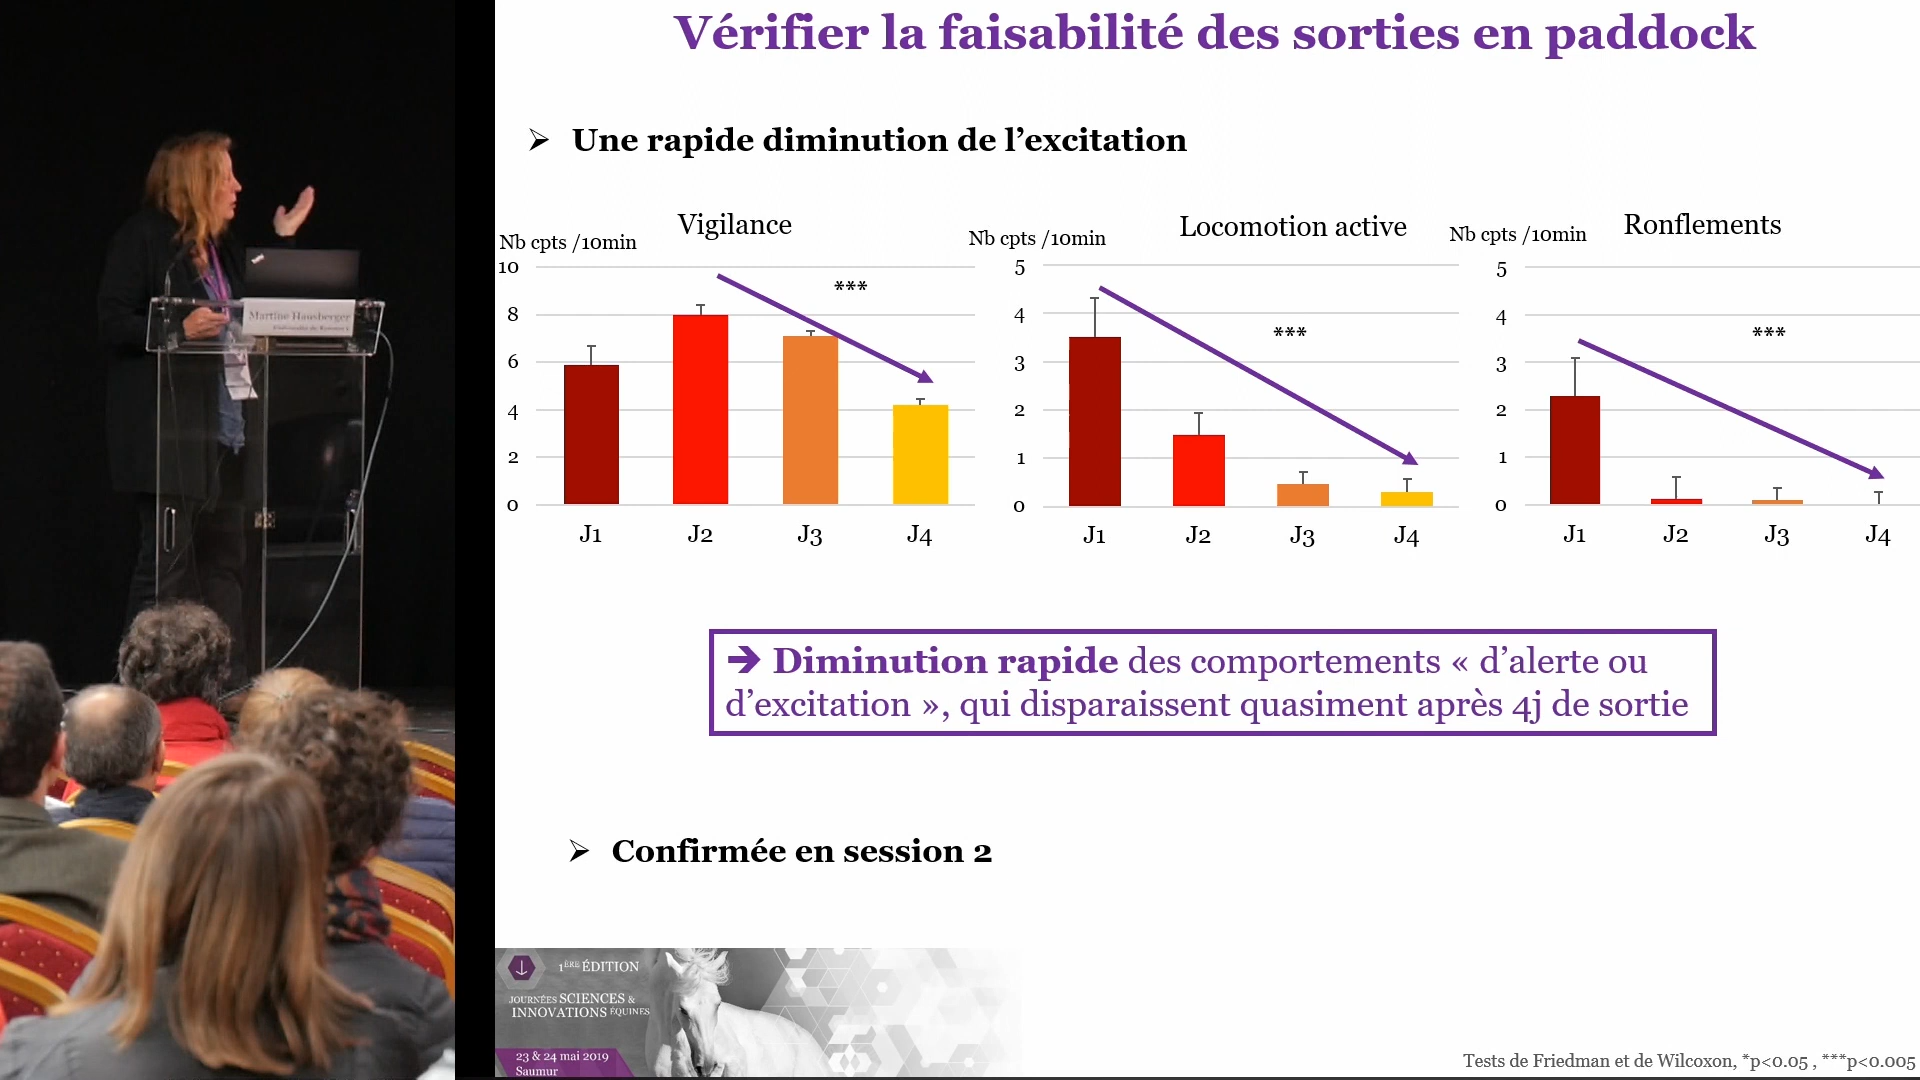 Vérifier la faisabilité des sorties en paddock
➢ Une rapide diminution de l'excitation
Vigilance
Nb cpts /10min
10
8
6
4
2
0
J1 J2 J3 J4
***
Locomotion active
Nb cpts /10min
5
4
3
2
1
0
J1 J2 J3 J4
***
Ronflements
Nb cpts /10min
5
4
3
2
1
0
J1 J2 J3 J4
***
➔ Diminution rapide des comportements « d'alerte ou
d'excitation », qui disparaissent quasiment après 4j de sortie
➢ Confirmée en session 2
1ÈRE ÉDITION
JOURNÉES SCIENCES &
INNOVATIONS ÉQUINES
23 & 24 mai 2019
Saumur
Tests de Friedman et de Wilcoxon, *p<0.05 , ***p<0.005
Martine Hausberger